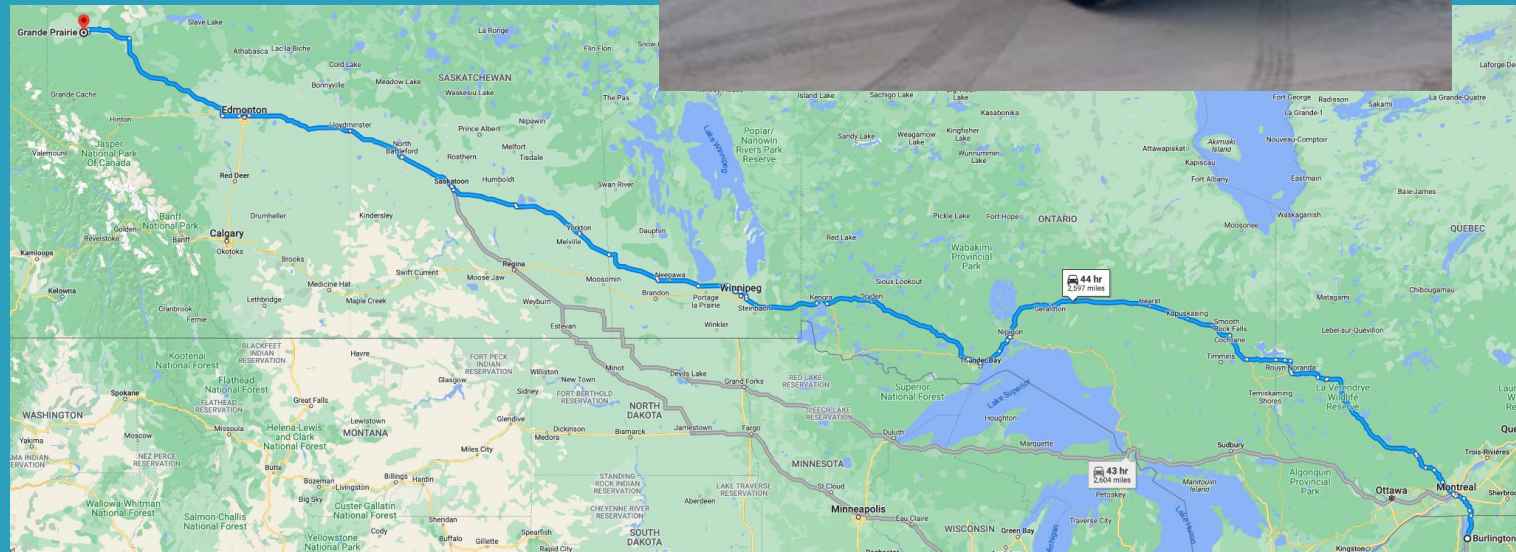 Slave Lake
La Ronge
Grande Prairie
Flin Flon
Athabasca
Lac la Biche
Cold Lake
SASKATCHEWAN
Bonnyville
Meadow Lake
Waskesiu Lake
Grande Cache
The Pas
Island Lake
Sachigo Lake
Kasabonika
Fort George
Radisson
Sakami
La Grande-Quatre
La Grande-1
Edmonton
Hinton
Lloydminster
Prince Albert
Nipawin
Lake Winnipeg
Poplar/
Nanowin
Rivers Park
Reserve
Sandy Lake
Weagamow
Lake
Kingfisher
Lake
Wunnummin
Lake
Attawapiskat
Akimiski
Island
Nouveau-Comptoir
Jasper
National Park
Of Canada
Valemount
North
Battleford
Melfort
Tisdale
Rosthern
Kapiscau
Fort Albany
Eastmain
Red Deer
Saskatoon
Humboldt
Swan River
Baie-James
Banff
National Park
Drumheller
Kindersley
Pickle Lake
Fort Hope
ONTARIO
Waskaganish
Moosonee
QUEBEC
Golden
Revelstoke
Banff
Calgary
Okotoks
Yorkton
Melville
Dauphin
Red Lake
Wabakimi
Provincial
Park
Kamloops
Brooks
Regina
Swift Current
Moose Jaw
Moosomin
Neepawa
Sioux Lookout
44 hr
2,597 miles
Kelowna
Medicine Hat
Maple Creek
Lethbridge
Brandon
Portage
la Prairie
Winnipeg
Steinbach
Kenora
Dryden
Geraldton
Hearst
Kapuskasing
Matagami
Chibougamau
Cranbrook
Fernie
Weyburn
Estevan
Winkler
Nipigon
Smooth
Rock Falls
Cochrane
Timmins
Lebel-sur-Quévillon
Kootenai
National Forest
BLACKFEET
INDIAN
RESERVATION
Havre
FORT PECK
INDIAN
RESERVATION
Williston
Minot
Devils Lake
Grand Forks
RED LAKE
RESERVATION
Thunder Bay
Rouyn-Noranda
La Vérendrye
Wildlife
Reserve
Spokane
Flathead
National Forest
FLATHEAD
RESERVATION
Great Falls
Glasgow
Sidney
New Town
FORT BERTHOLD
RESERVATION
Superior
National Forest
Lake Superior
Temiskaming
Shores
WASHINGTON
Missoula
Lewistown
Glendive
NORTH
DAKOTA
LEECH LAKE
RESERVATION
Houghton
Yakima
Moscow
Helena-Lewis
and Clark
National Forest
MONTANA
Miles City
Dickinson
Medora
Bismarck
Jamestown
Fargo
Duluth
Marquette
Sudbury
Trois-Rivières
NEZ PERCE
RESERVATION
Butte
Bozeman
Livingston
Billings
Hardin
MINNESOTA
43 hr
2,604 miles
Manitoulin
Island
Algonquin
Provincial
Park
Ottawa
Montreal
Wallowa-Whitman
National Forest
Big Sky
Custer Gallatin
National Forest
STANDING
ROCK INDIAN
RESERVATION
LAKE TRAVERSE
RESERVATION
Aberdeen
St Cloud
Petoskey
Salmon-Challis
National Forest
Sheridan
CHEYENNE RIVER
RESERVATION
Minneapolis
Eau Claire
Traverse City
Lake Huron
Yellowstone
National Park
Cody
Buffalo
Gillette
Spearfish
Rapid City
SOUTH
DAKOTA
WISCONSIN
Green Bay
Kingston
Burlington